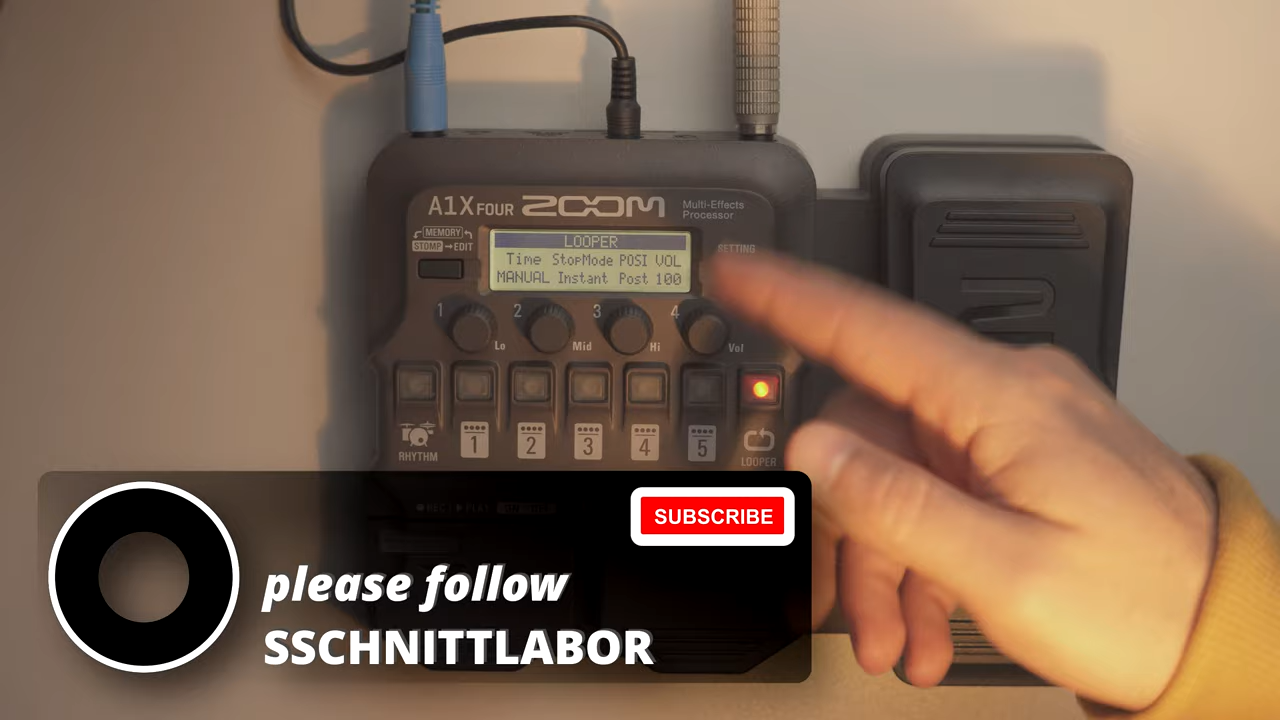 A1X FOUR ZOOM Multi-Effects
Processor
MEMORY
STOMP → EDIT
SETTING
LOOPER
Time StopMode POSI VOL
MANUAL Instant Post 100
1 2 3 4
Lo Mid Hi Vol
1 2 3 4 5
RHYTHM LOOPER
REC PLAY
SUBSCRIBE
please follow
SSCHNITTLABOR